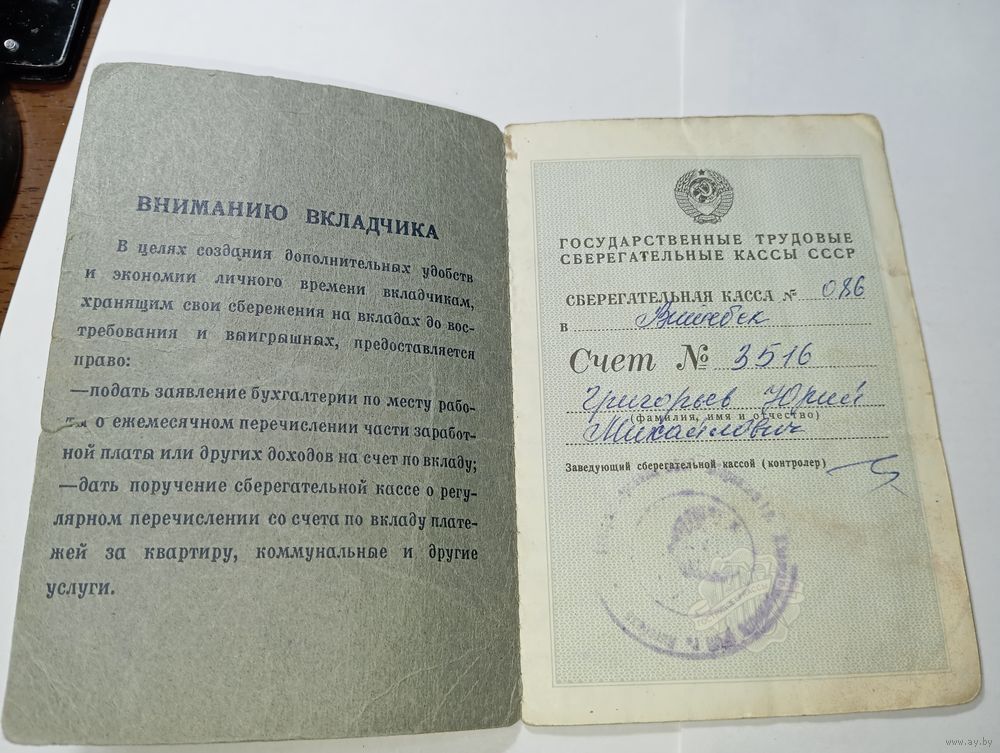 ВНИМАНИЮ ВКЛАДЧИКА
В целях создания дополнительных удобств
и экономии личного времени вкладчикам,
хранящим свои сбережения на вкладах до вос-
требования и выигрышных, предоставляется
право:
—подать заявление бухгалтерии по месту рабо-
ты о ежемесячном перечислении части заработ-
ной платы или других доходов на счет по вкладу;
—дать поручение сберегательной кассе о регу-
лярном перечислении со счета по вкладу плате-
жей за квартиру, коммунальные и другие
услуги.
ГОСУДАРСТВЕННЫЕ ТРУДОВЫЕ
СБЕРЕГАТЕЛЬНЫЕ КАССЫ СССР
СБЕРЕГАТЕЛЬНАЯ КАССА № 086
в Витебск
Счет № 3516
Григорьев Юрий
(фамилия, имя и отчество)
Михайлович
Заведующий сберегательной кассой (контролер)
www.ay.by